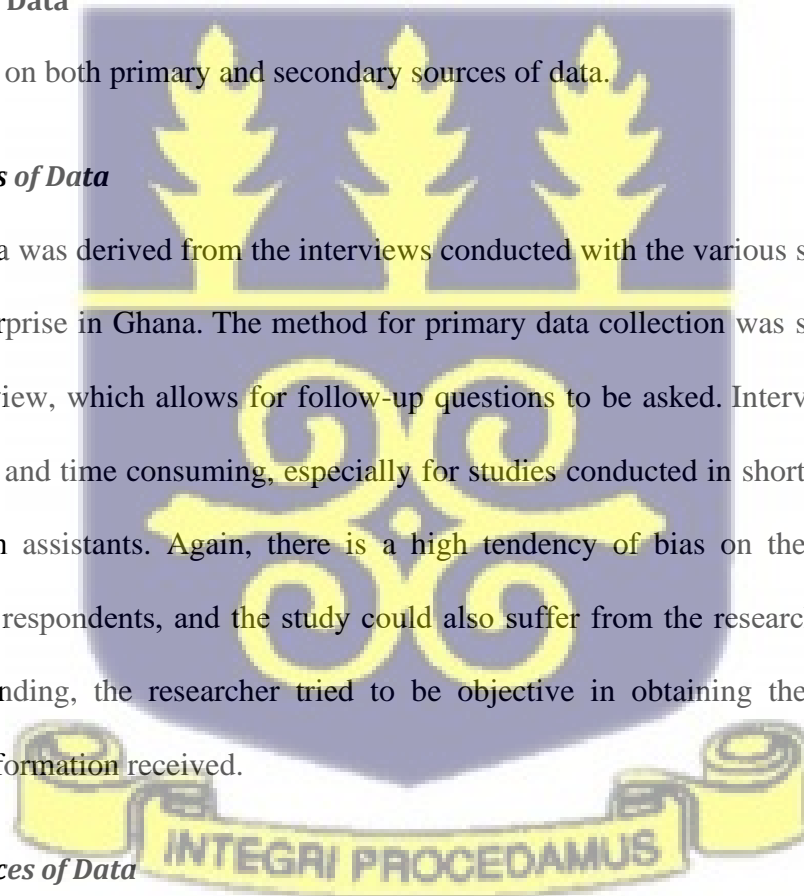 Data
on both primary and secondary sources of data.
s of Data
a was derived from the interviews conducted with the various s
rprise in Ghana. The method for primary data collection was s
view, which allows for follow-up questions to be asked. Interv
and time consuming, especially for studies conducted in short
n assistants. Again, there is a high tendency of bias on the
respondents, and the study could also suffer from the researc
nding, the researcher tried to be objective in obtaining the
formation received.
INTEGRI PROCEDAMUS
ces of Data